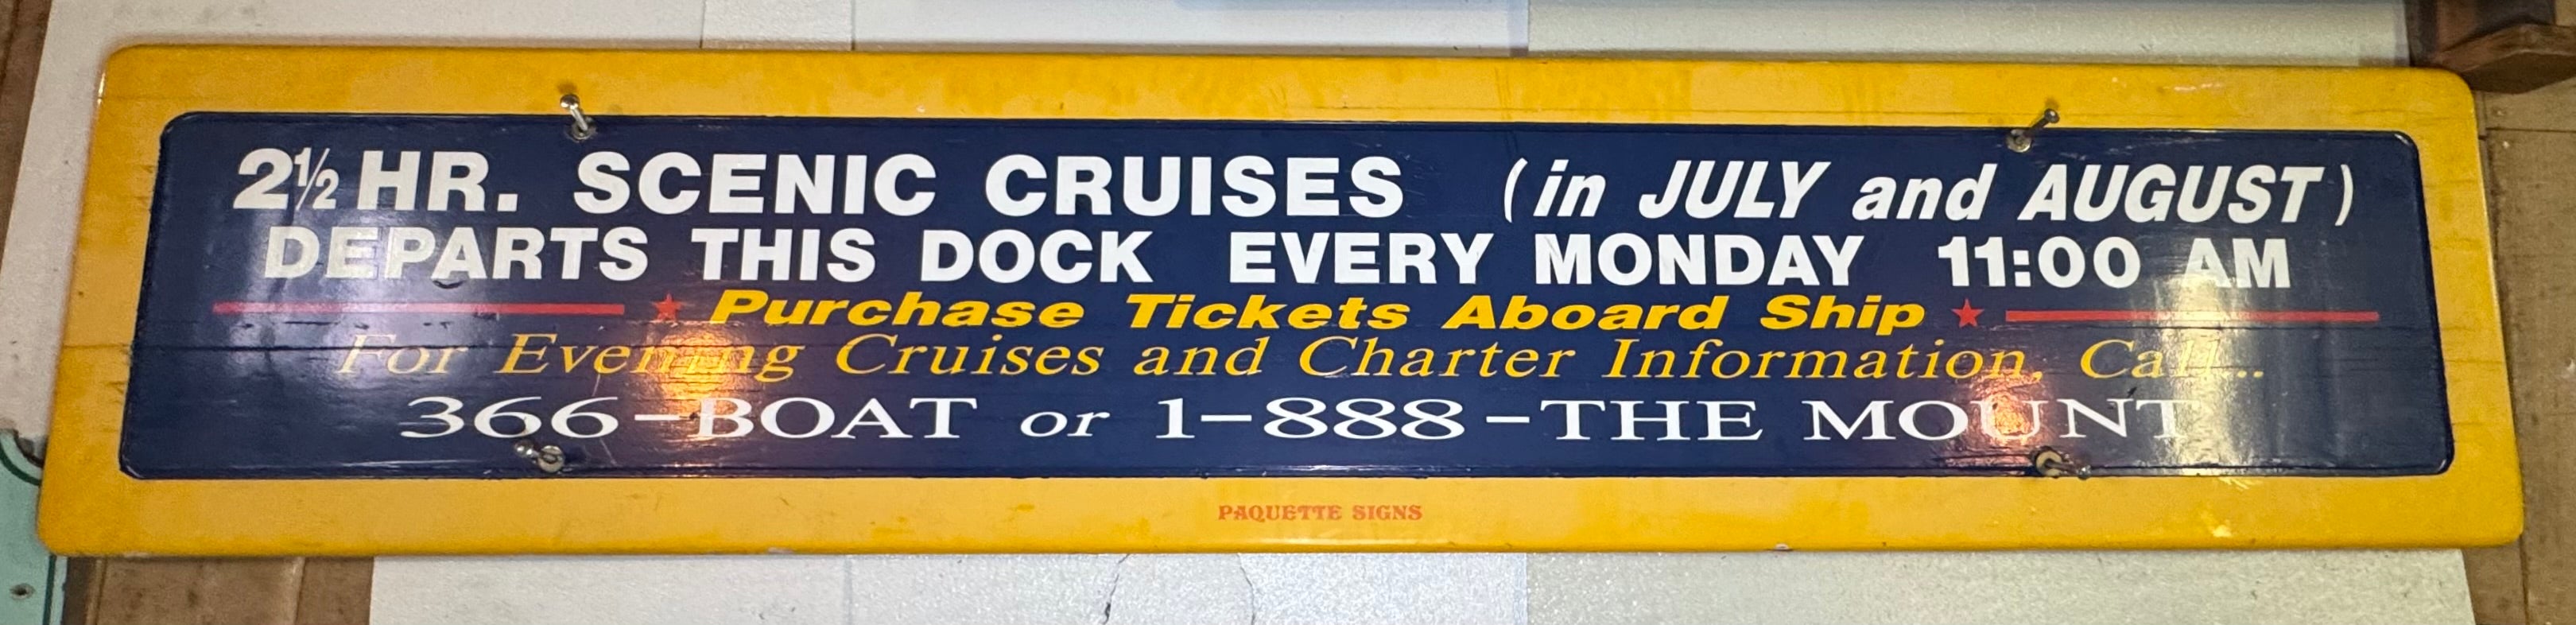 2½ HR. SCENIC CRUISES (in JULY and AUGUST)
DEPARTS THIS DOCK EVERY MONDAY 11:00 AM
★ Purchase Tickets Aboard Ship ★
For Evening Cruises and Charter Information, Call...
366-BOAT or 1-888-THE MOUNT
PAQUETTE SIGNS